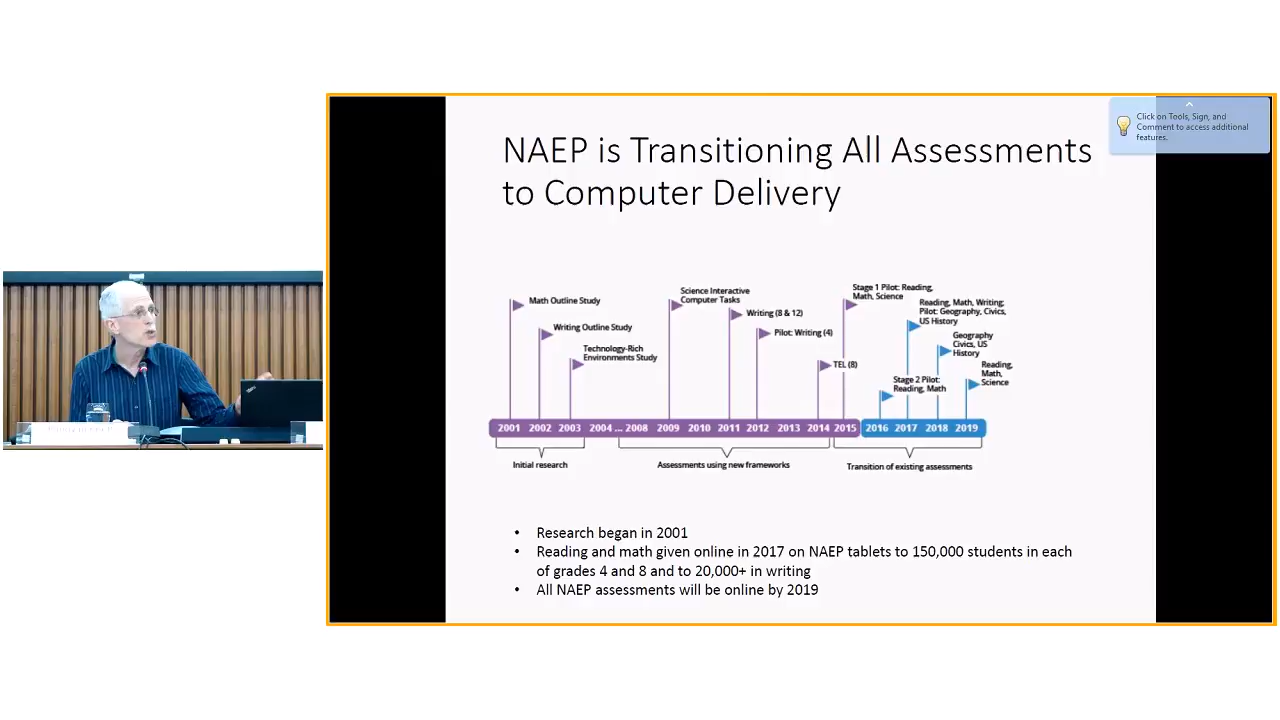 Click on Tools, Sign, and
Comment to access additional
features.
NAEP is Transitioning All Assessments
to Computer Delivery
Math Outline Study
Writing Outline Study
Technology-Rich
Environments Study
Science Interactive
Computer Tasks
Writing (8 & 12)
Pilot: Writing (4)
TEL (8)
Stage 1 Pilot: Reading,
Math, Science
Stage 2 Pilot:
Reading, Math
Reading, Math, Writing;
Pilot: Geography, Civics,
US History
Geography
Civics, US
History
Reading,
Math,
Science
2001 2002 2003 2004 ... 2008 2009 2010 2011 2012 2013 2014 2015 2016 2017 2018 2019
Initial research
Assessments using new frameworks
Transition of existing assessments
• Research began in 2001
• Reading and math given online in 2017 on NAEP tablets to 150,000 students in each
of grades 4 and 8 and to 20,000+ in writing
• All NAEP assessments will be online by 2019